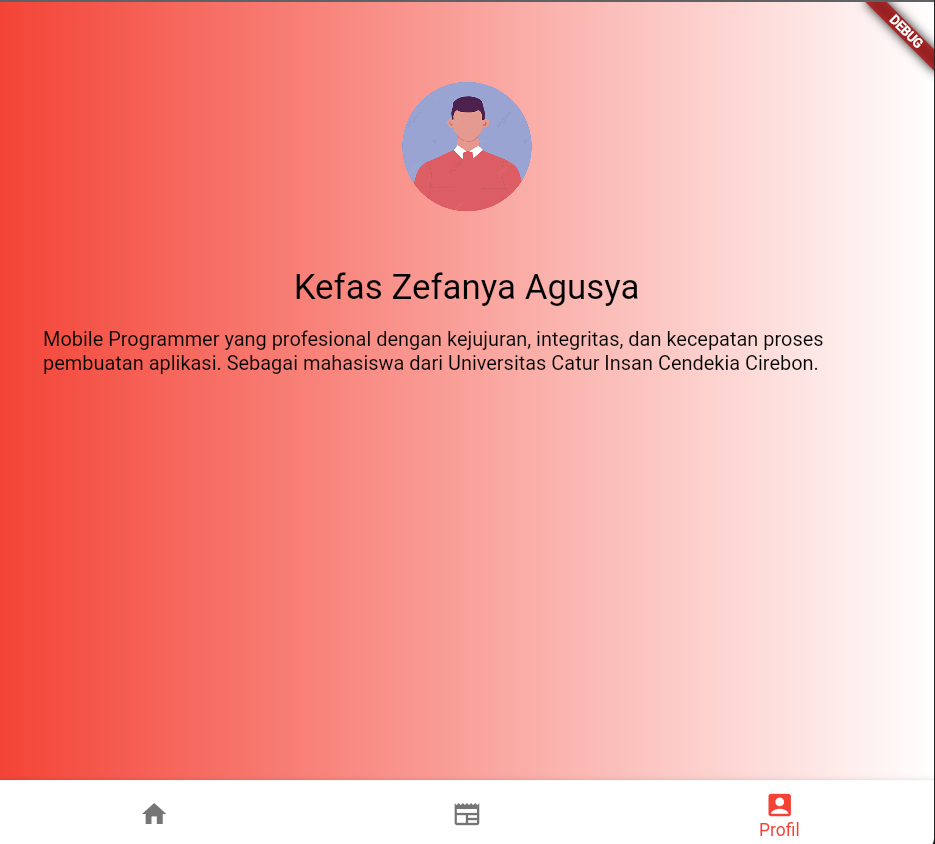 DEBUG
Kefas Zefanya Agusya
Mobile Programmer yang profesional dengan kejujuran, integritas, dan kecepatan proses
pembuatan aplikasi. Sebagai mahasiswa dari Universitas Catur Insan Cendekia Cirebon.
Profil